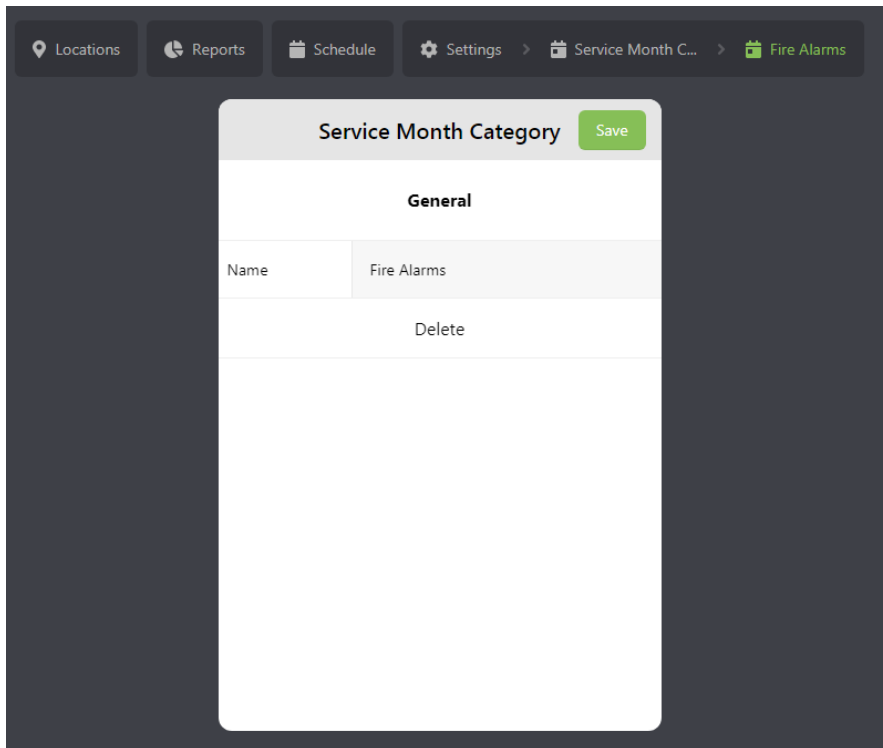 Locations Reports Schedule Settings Service Month C... Fire Alarms
Service Month Category Save
General
Name Fire Alarms
Delete